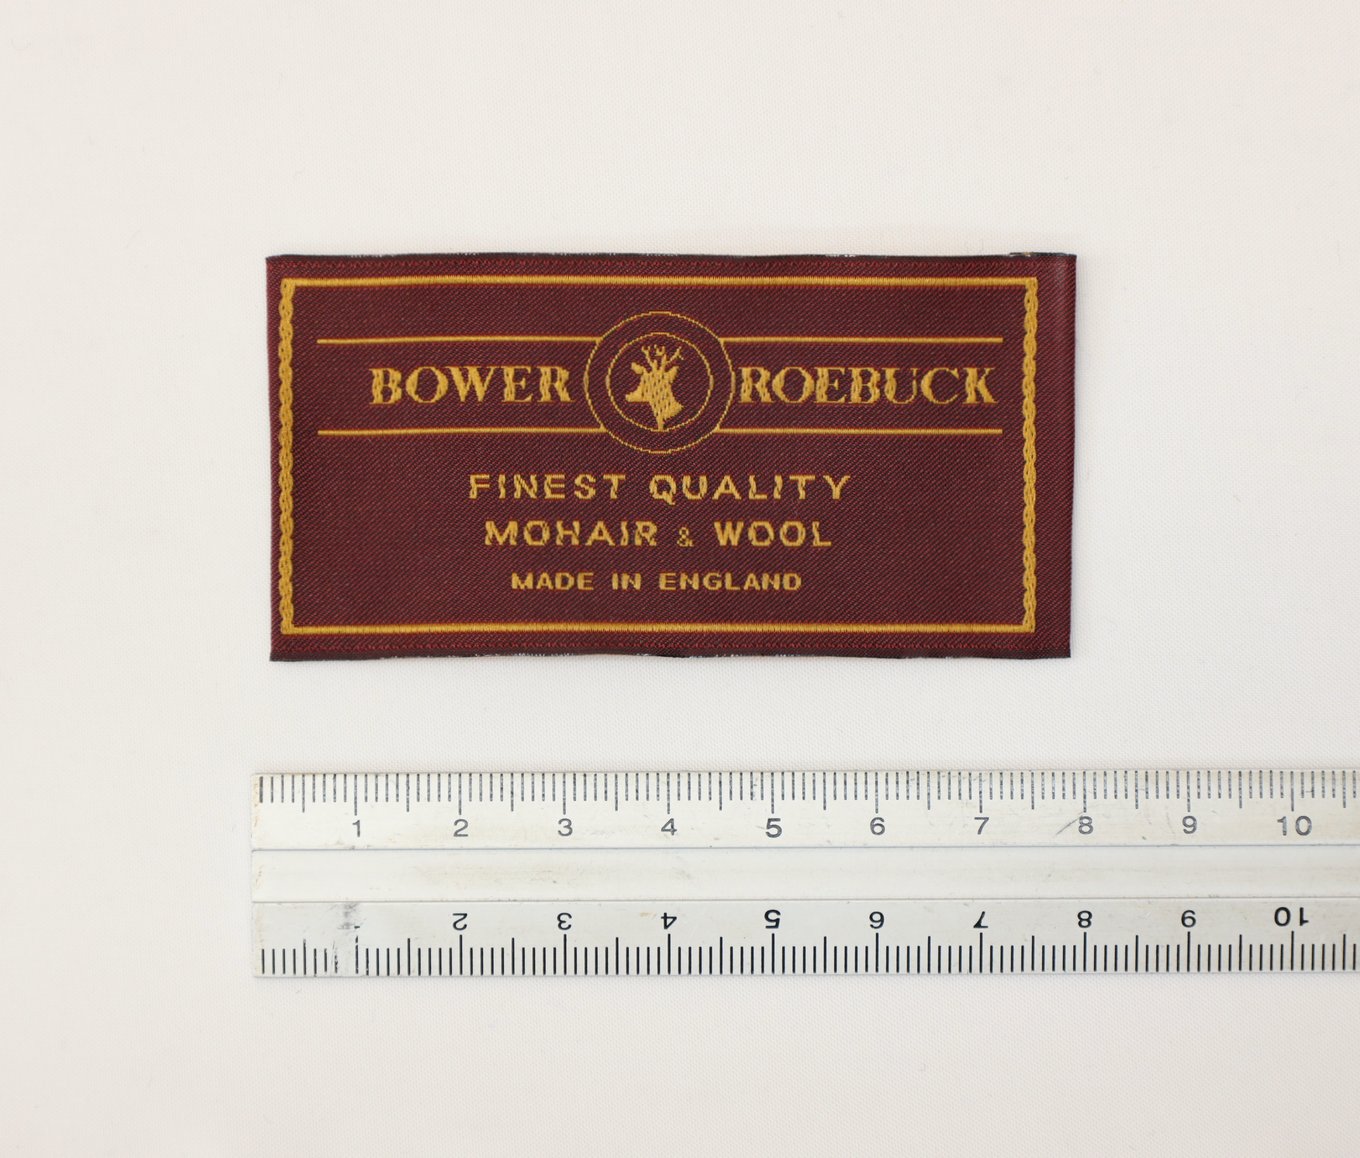 BOWER ROEBUCK
FINEST QUALITY
MOHAIR & WOOL
MADE IN ENGLAND
1 2 3 4 5 6 7 8 9 10
2 3 4 5 6 7 8 9 10